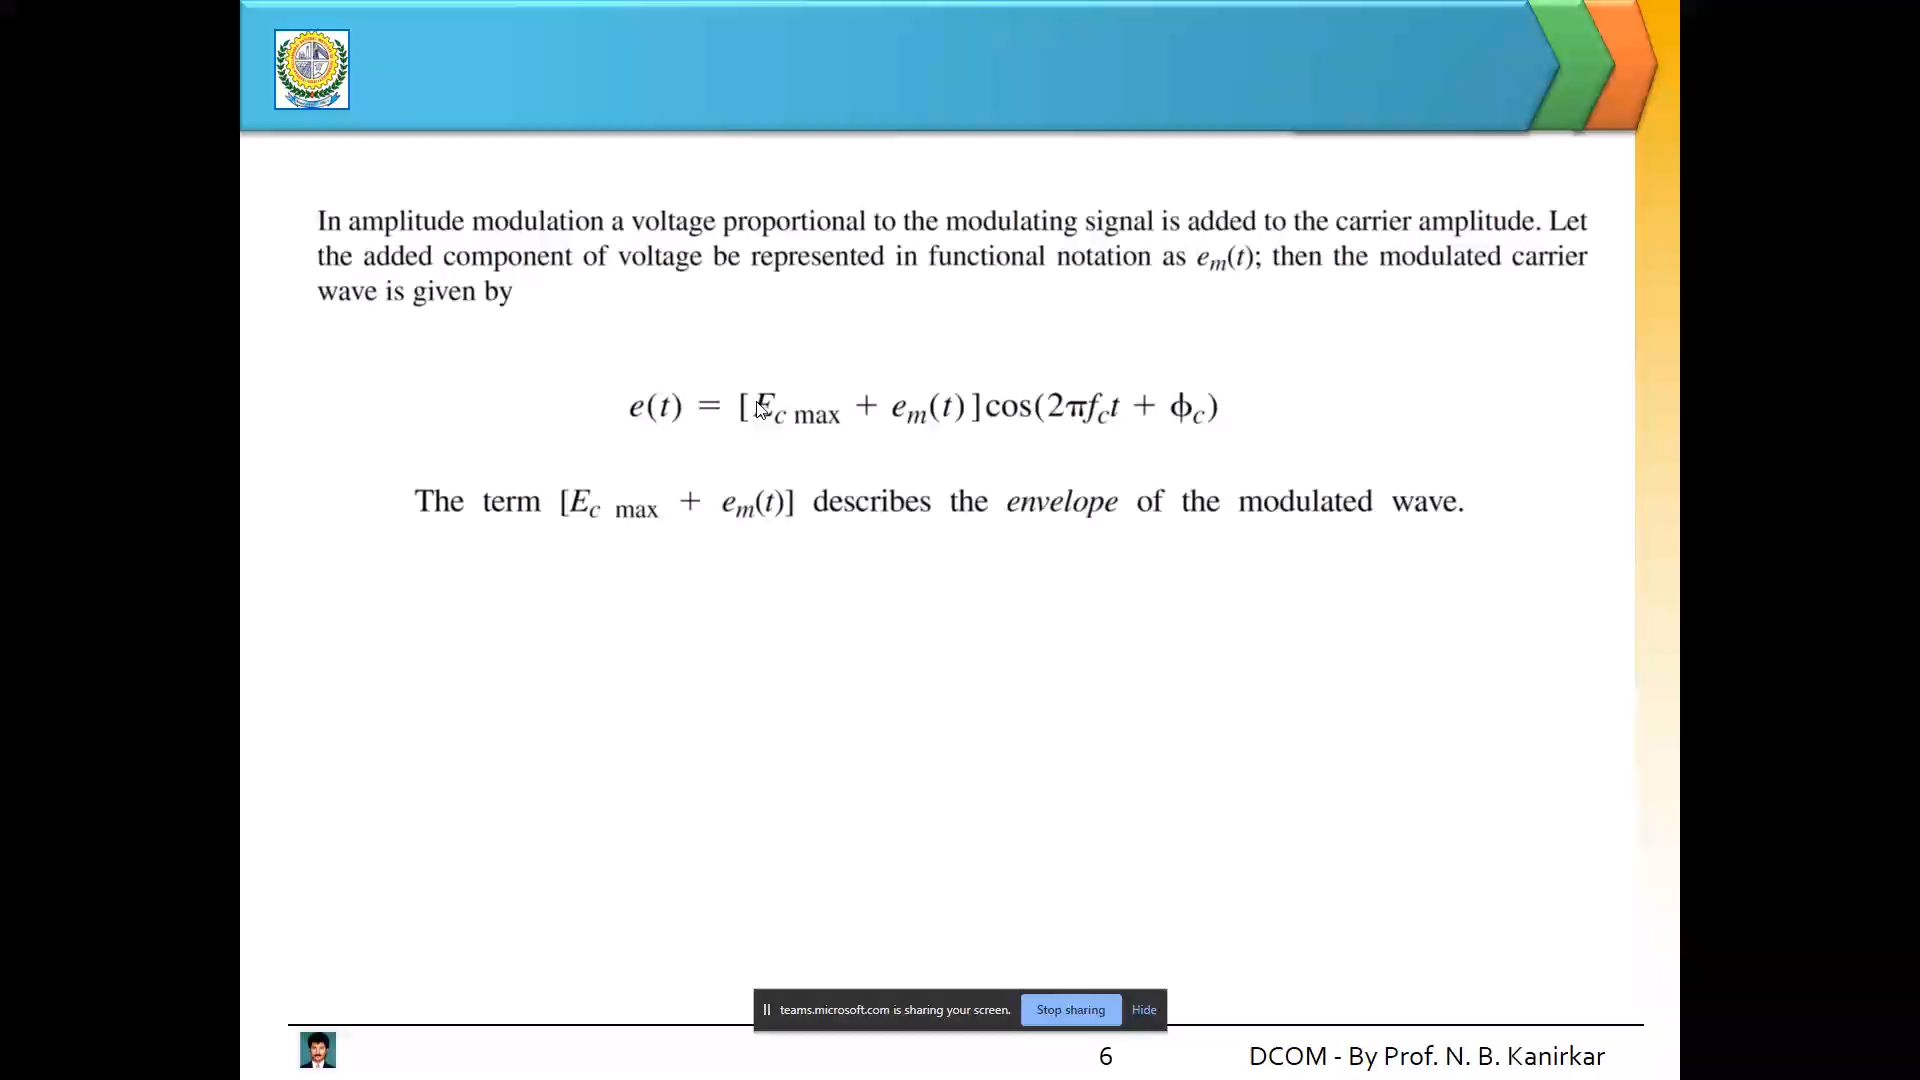 In amplitude modulation a voltage proportional to the modulating signal is added to the carrier amplitude. Let
the added component of voltage be represented in functional notation as eₘ(t); then the modulated carrier
wave is given by
e(t) = [E_c max + e_m(t)]cos(2πf_c t + ϕ_c)
The term [E_c max + e_m(t)] describes the envelope of the modulated wave.
teams.microsoft.com is sharing your screen. Stop sharing Hide
6 DCOM - By Prof. N. B. Kanirkar